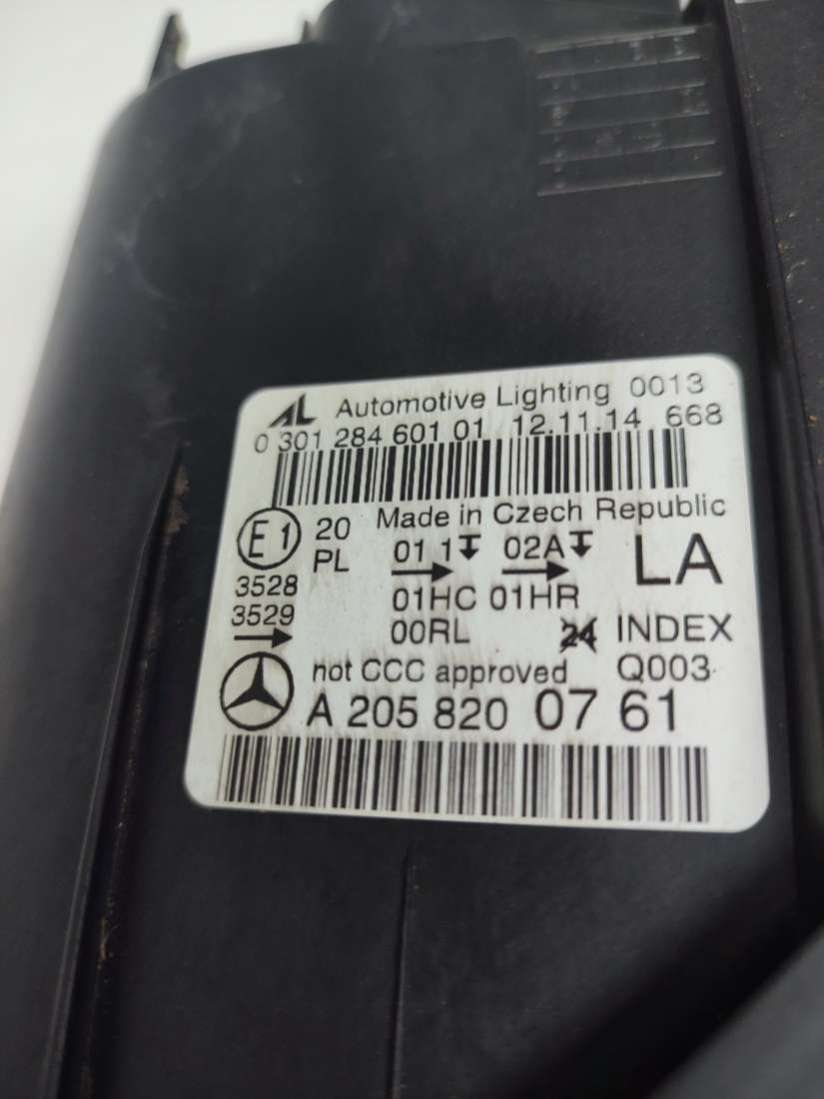 AL Automotive Lighting 0013
0 301 284 601 01 12.11.14 668
Made in Czech Republic
E1 20 PL 01 1 02A LA
3528
3529
01HC 01HR
00RL 24 INDEX
not CCC approved Q003
A 205 820 07 61